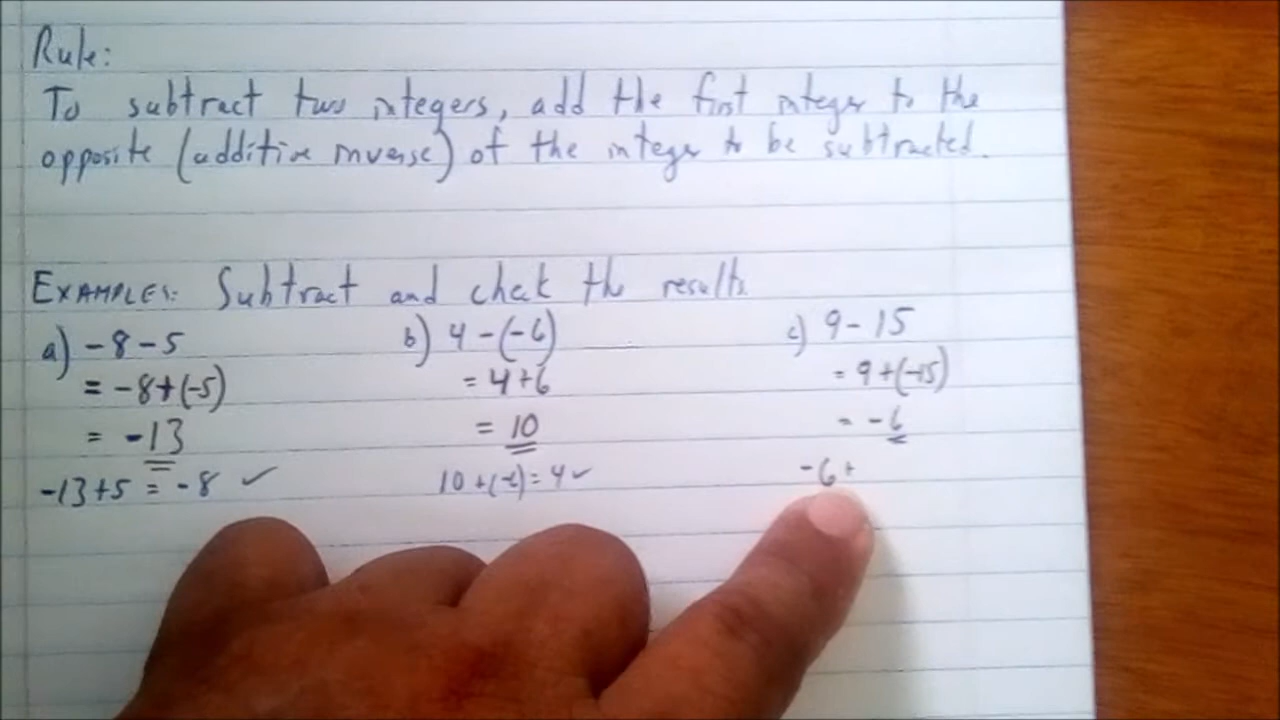 Rule:
To subtract two integers, add the first integer to the
opposite (additive inverse) of the integer to be subtracted.
EXAMPLES: Subtract and check the results.
a) -8-5
= -8+(-5)
= -13
-13+5 = -8 ✓
b) 4-(-6)
= 4+6
= 10
10+(-6)=4 ✓
c) 9-15
= 9+(-15)
= -6
-6+